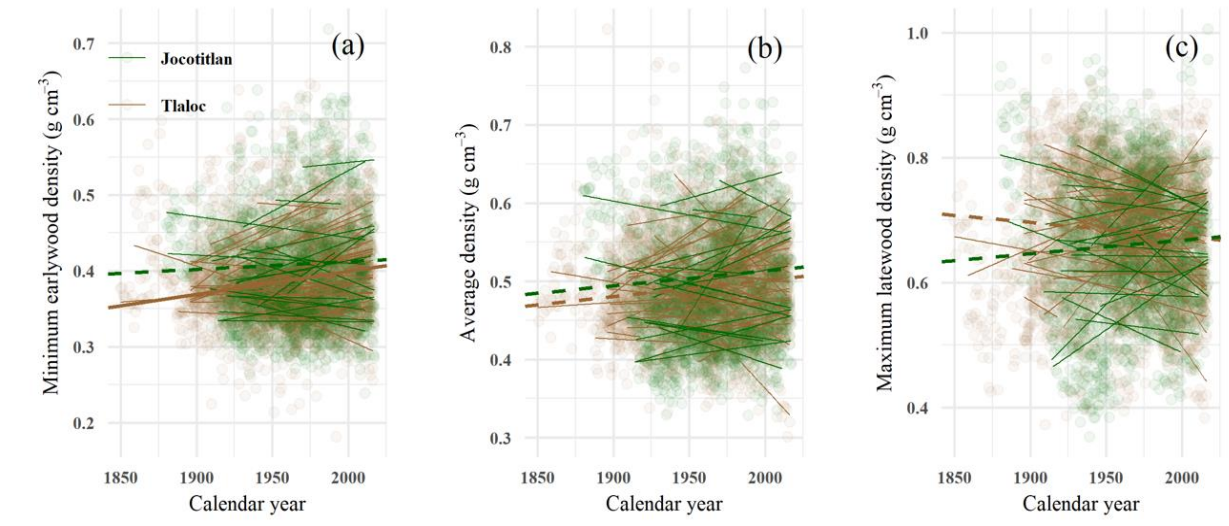 (a)
Jocotitlan
Tlaloc
Minimum earlywood density (g cm⁻³)
0.7
0.6
0.5
0.4
0.3
0.2
1850 1900 1950 2000
Calendar year
(b)
Average density (g cm⁻³)
0.8
0.7
0.6
0.5
0.4
0.3
1850 1900 1950 2000
Calendar year
(c)
Maximum latewood density (g cm⁻³)
1.0
0.8
0.6
0.4
1850 1900 1950 2000
Calendar year